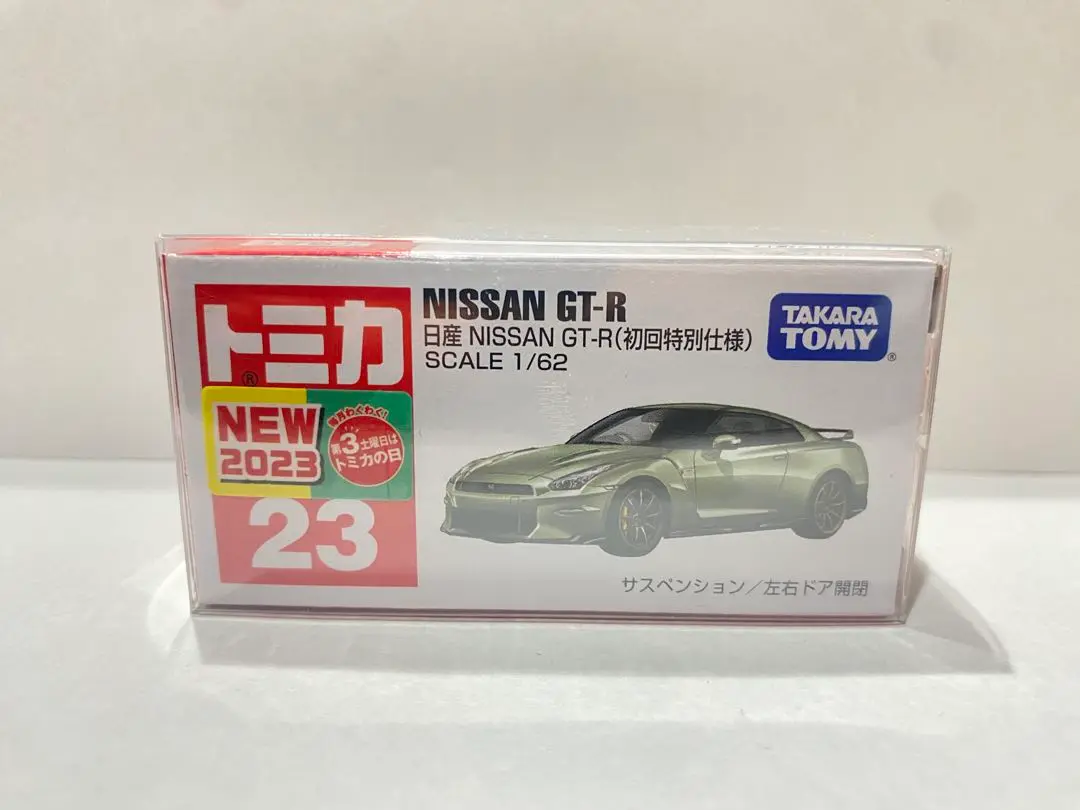 トミカ®
NEW
2023
毎月わくわく!
第3土曜日は
トミカの日
23
NISSAN GT-R
日産 NISSAN GT-R(初回特別仕様)
SCALE 1/62
TAKARA
TOMY®
サスペンション/左右ドア開閉